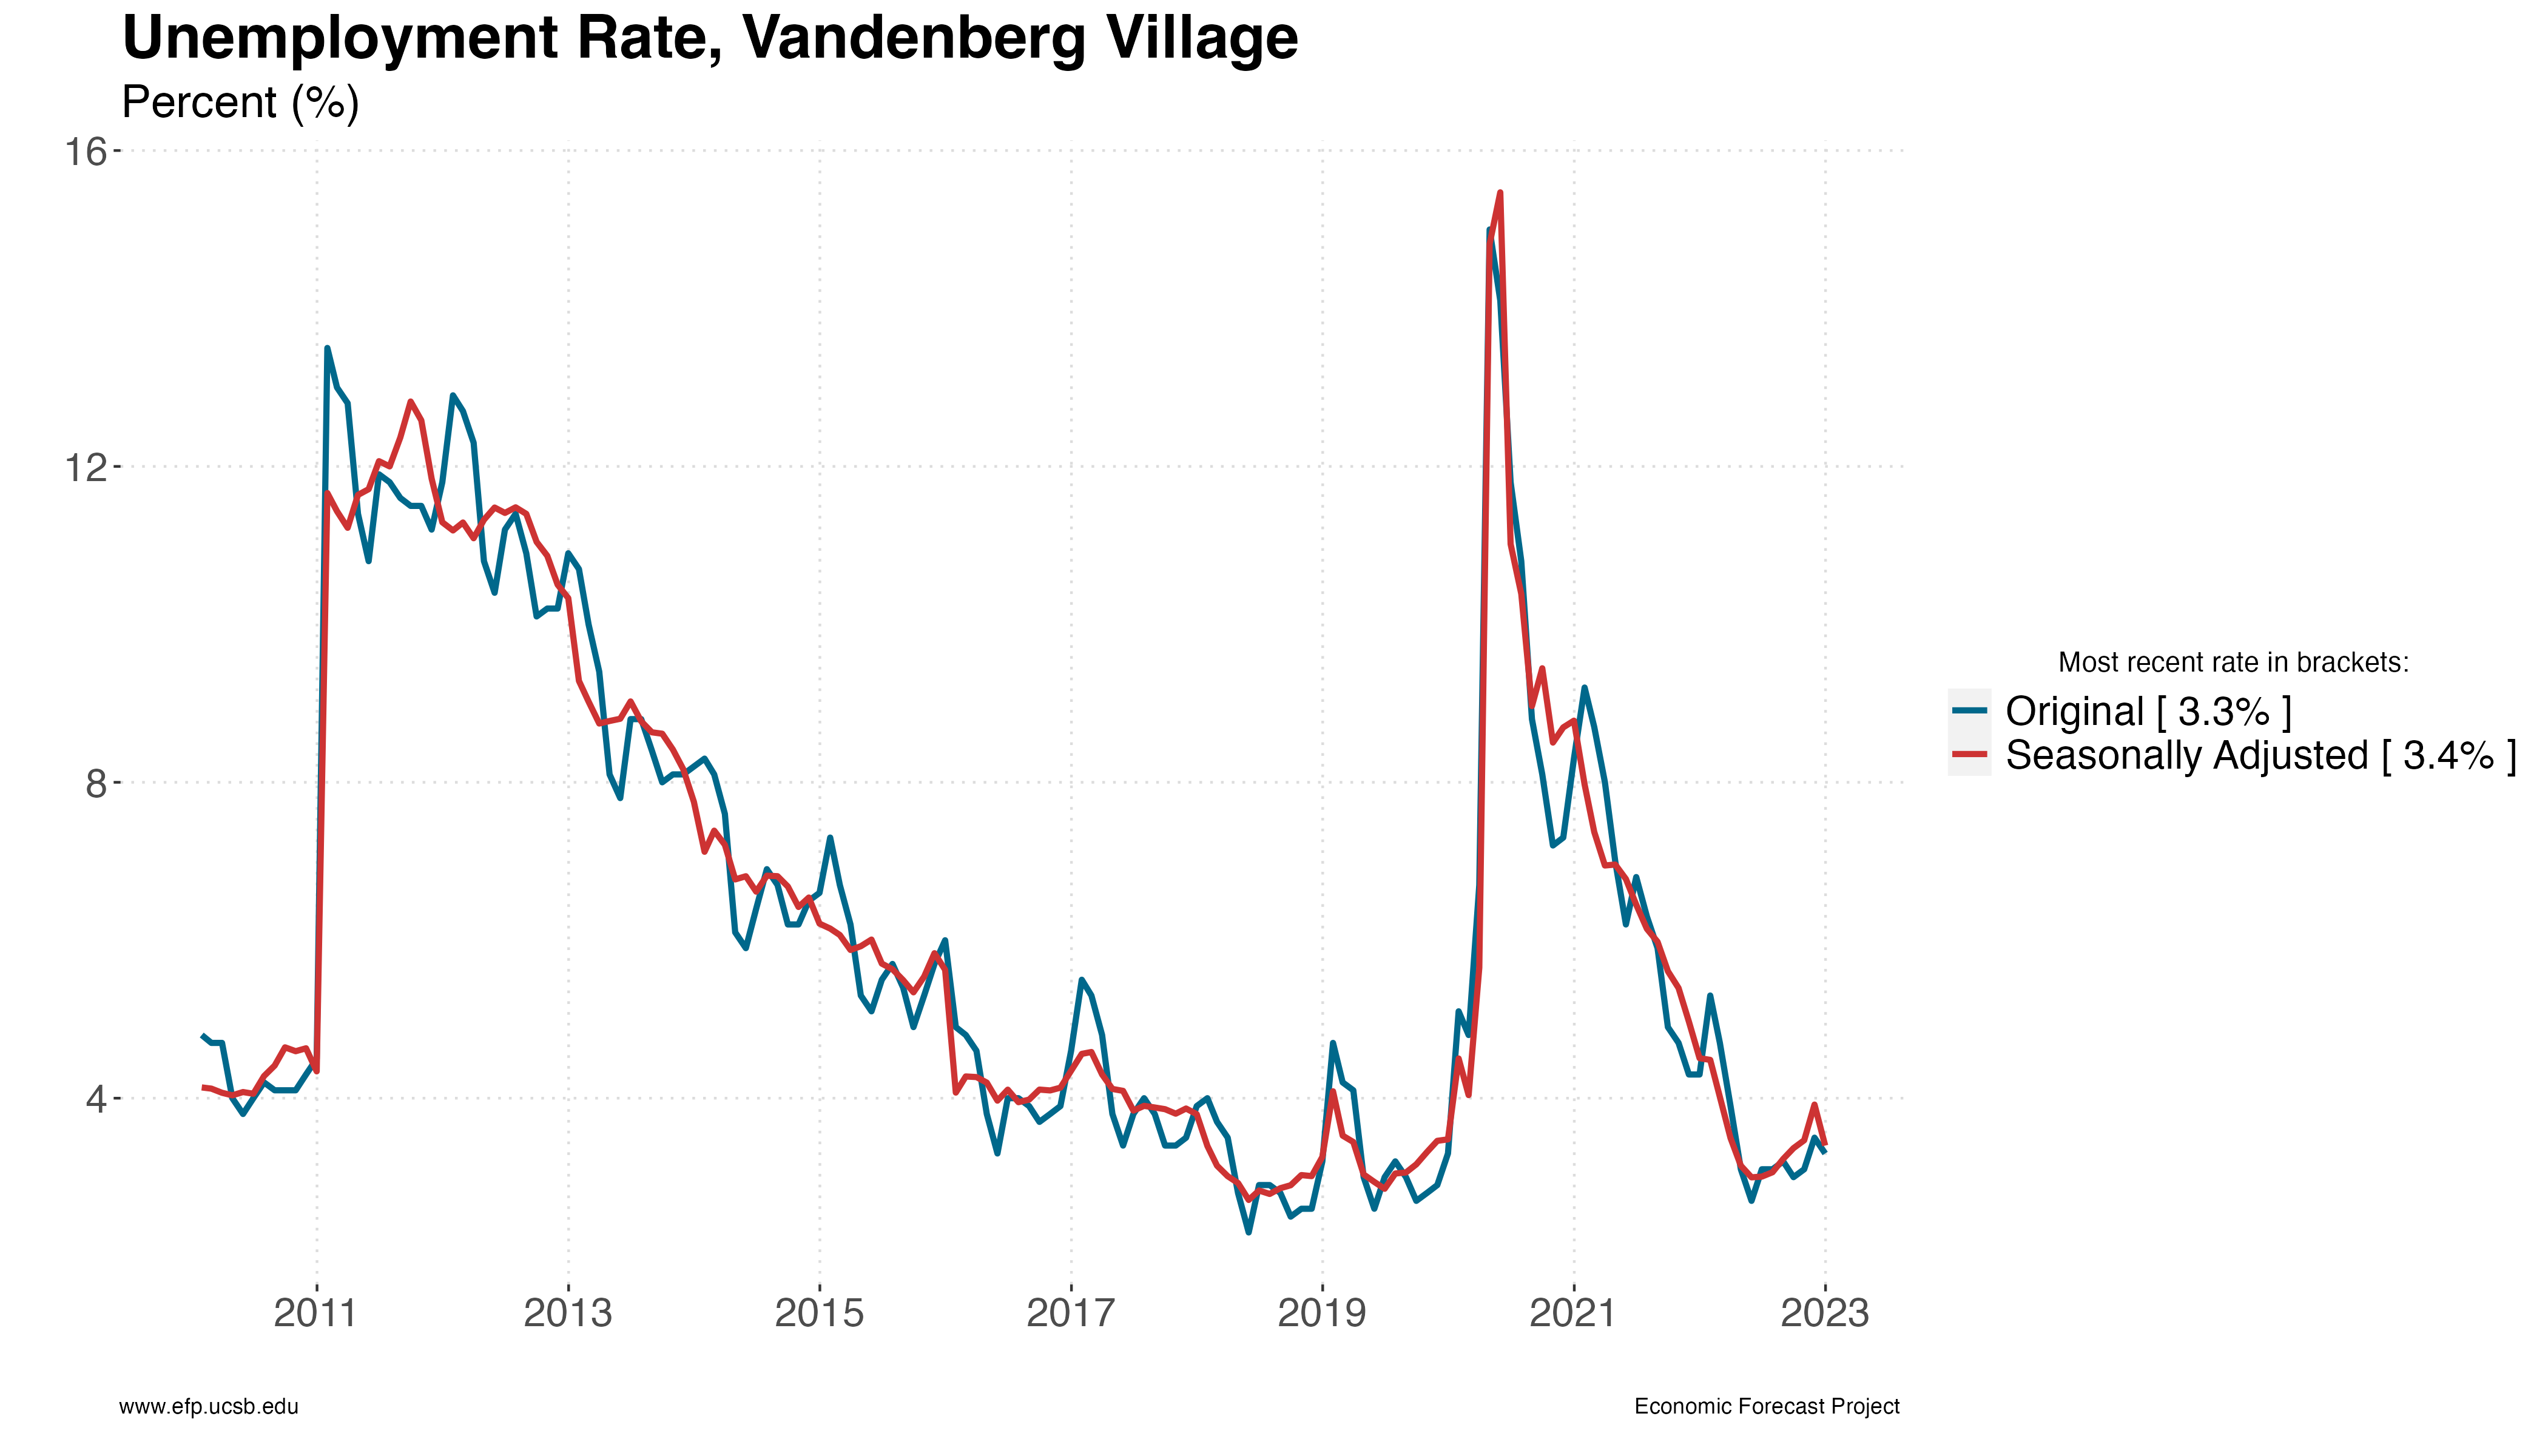 Unemployment Rate, Vandenberg Village
Percent (%)
16
12
8
4
2011 2013 2015 2017 2019 2021 2023
Most recent rate in brackets:
Original [ 3.3% ]
Seasonally Adjusted [ 3.4% ]
www.efp.ucsb.edu
Economic Forecast Project